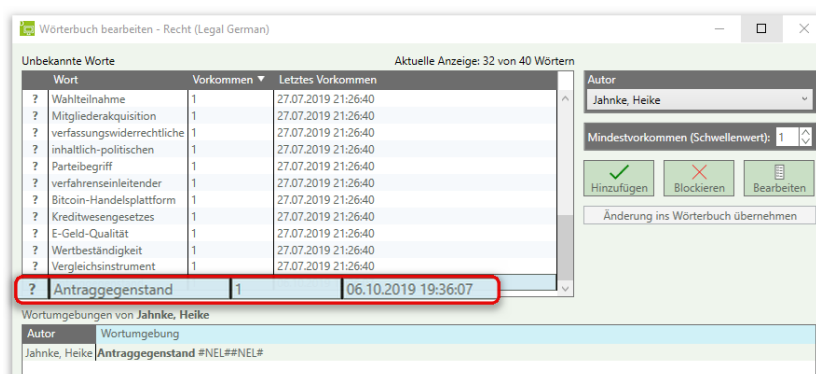 Wörterbuch bearbeiten - Recht (Legal German)
Unbekannte Worte Aktuelle Anzeige: 32 von 40 Wörtern
Wort Vorkommen Letztes Vorkommen
? Wahlteilnahme 1 27.07.2019 21:26:40
? Mitgliederakquisition 1 27.07.2019 21:26:40
? verfassungswiderrechtliche 1 27.07.2019 21:26:40
? inhaltlich-politischen 1 27.07.2019 21:26:40
? Parteibegriff 1 27.07.2019 21:26:40
? verfahrenseinleitender 1 27.07.2019 21:26:40
? Bitcoin-Handelsplattform 1 27.07.2019 21:26:40
? Kreditwesengesetzes 1 27.07.2019 21:26:40
? E-Geld-Qualität 1 27.07.2019 21:26:40
? Wertbeständigkeit 1 27.07.2019 21:26:40
? Vergleichsinstrument 1 27.07.2019 21:26:40
? Antraggegenstand 1 06.10.2019 19:36:07
Autor
Jahnke, Heike
Mindestvorkommen (Schwellenwert): 1
Hinzufügen Blockieren Bearbeiten
Änderung ins Wörterbuch übernehmen
Wortumgebungen von Jahnke, Heike
Autor Wortumgebung
Jahnke, Heike Antraggegenstand #NEL##NEL#